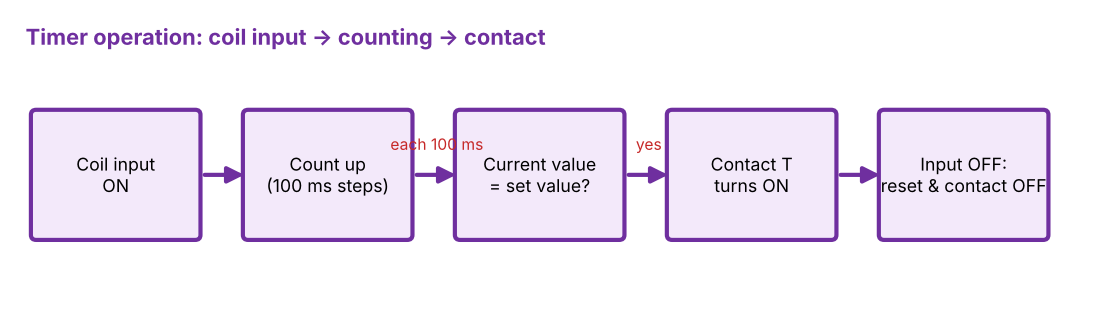 Timer operation: coil input → counting → contact
Coil input
ON
Count up
(100 ms steps)
each 100 ms
Current value
= set value?
yes
Contact T
turns ON
Input OFF:
reset & contact OFF